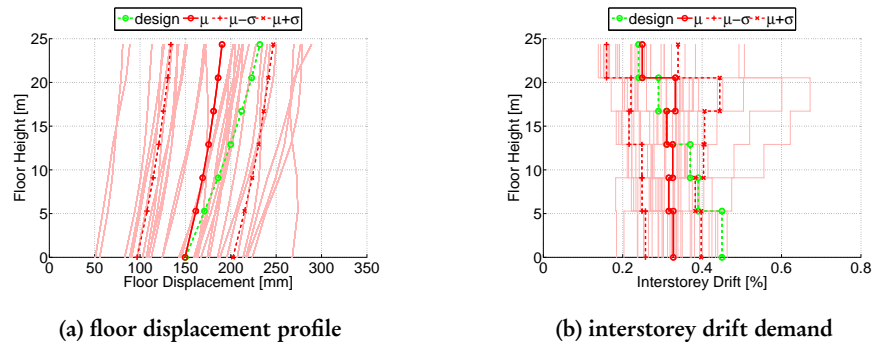 design μ μ−σ μ+σ
25
20
15
10
5
0
Floor Height [m]
0 50 100 150 200 250 300 350
Floor Displacement [mm]
(a) floor displacement profile
design μ μ−σ μ+σ
25
20
15
10
5
0
Floor Height [m]
0 0.2 0.4 0.6 0.8
Interstorey Drift [%]
(b) interstorey drift demand